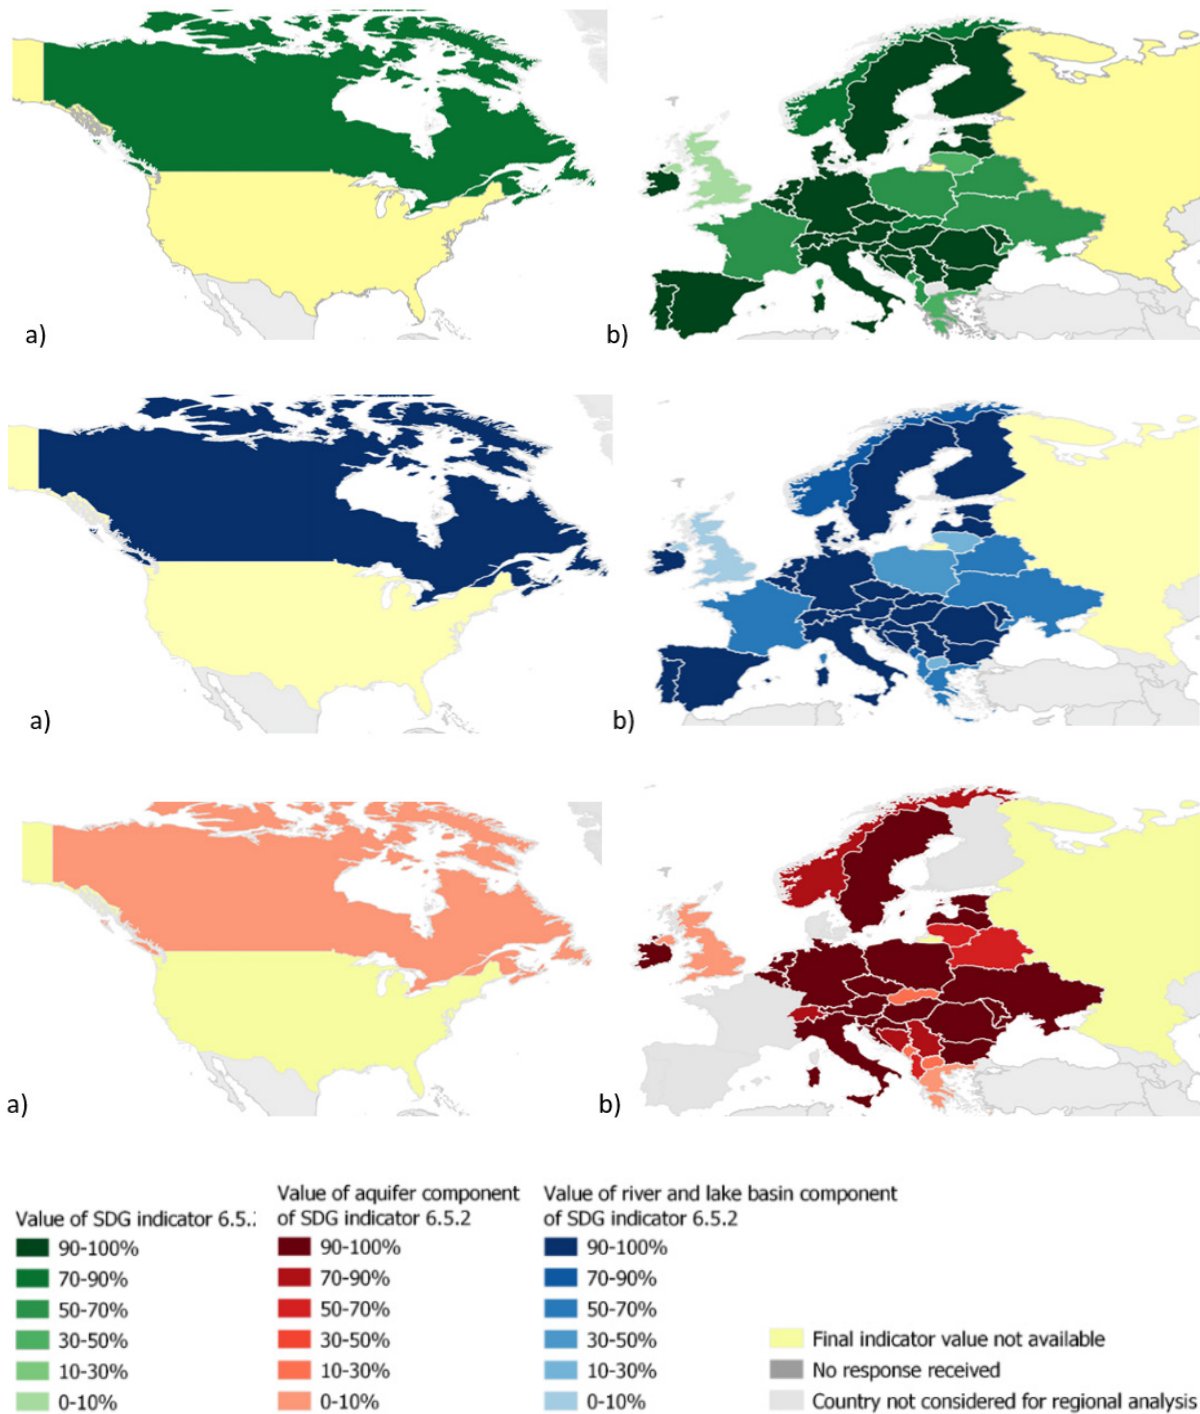 a)
b)
a)
b)
a)
b)
Value of SDG indicator 6.5.:
90-100%
70-90%
50-70%
30-50%
10-30%
0-10%
Value of aquifer component
of SDG indicator 6.5.2
90-100%
70-90%
50-70%
30-50%
10-30%
0-10%
Value of river and lake basin component
of SDG indicator 6.5.2
90-100%
70-90%
50-70%
30-50%
10-30%
0-10%
Final indicator value not available
No response received
Country not considered for regional analysis